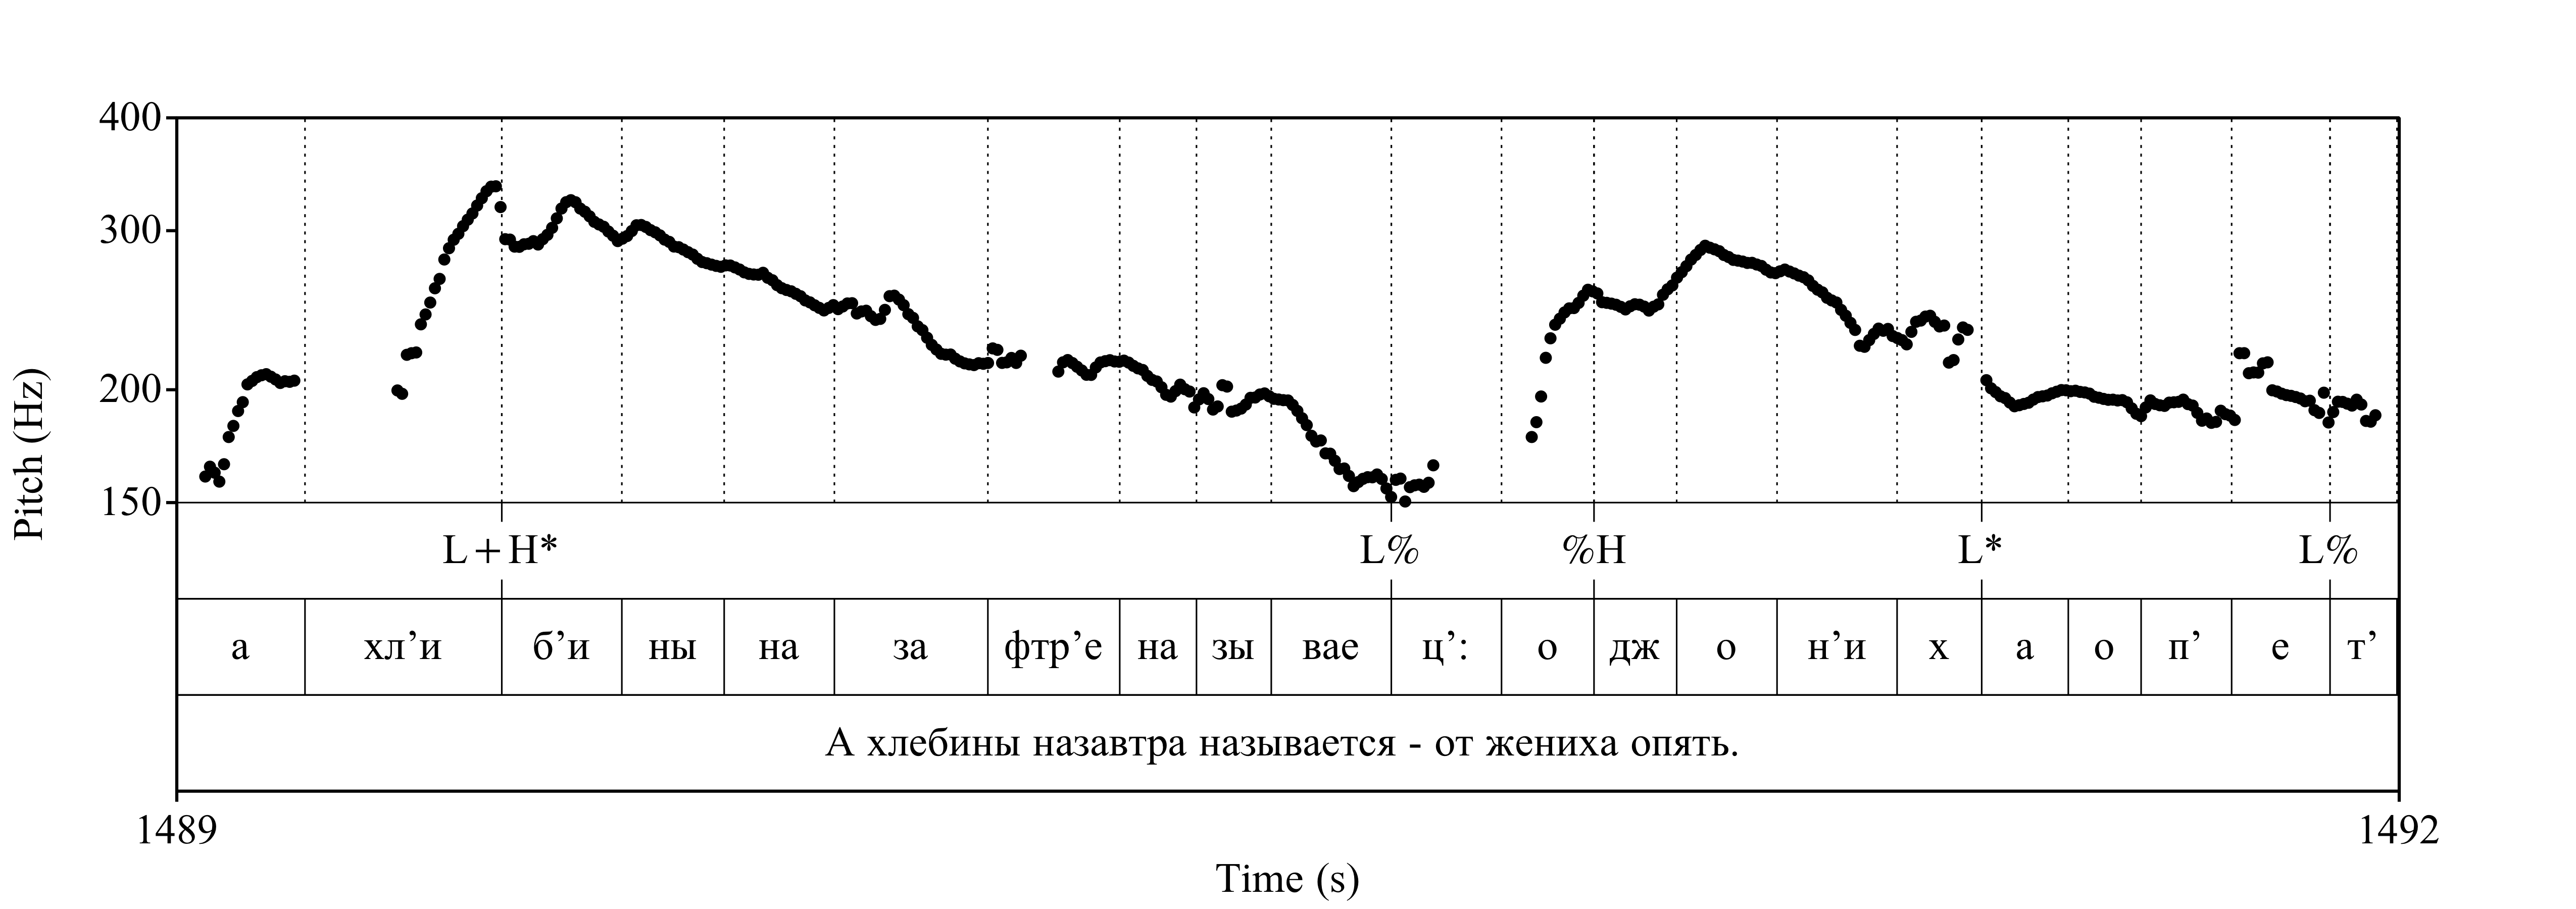 400
300
200
150
Pitch (Hz)
L+H* L% %H L* L%
а хл’и б’и ны на за фтр’е на зы вае ц’: о дж о н’и х а о п’ е т’
А хлебины назавтра называется - от жениха опять.
1489 1492
Time (s)